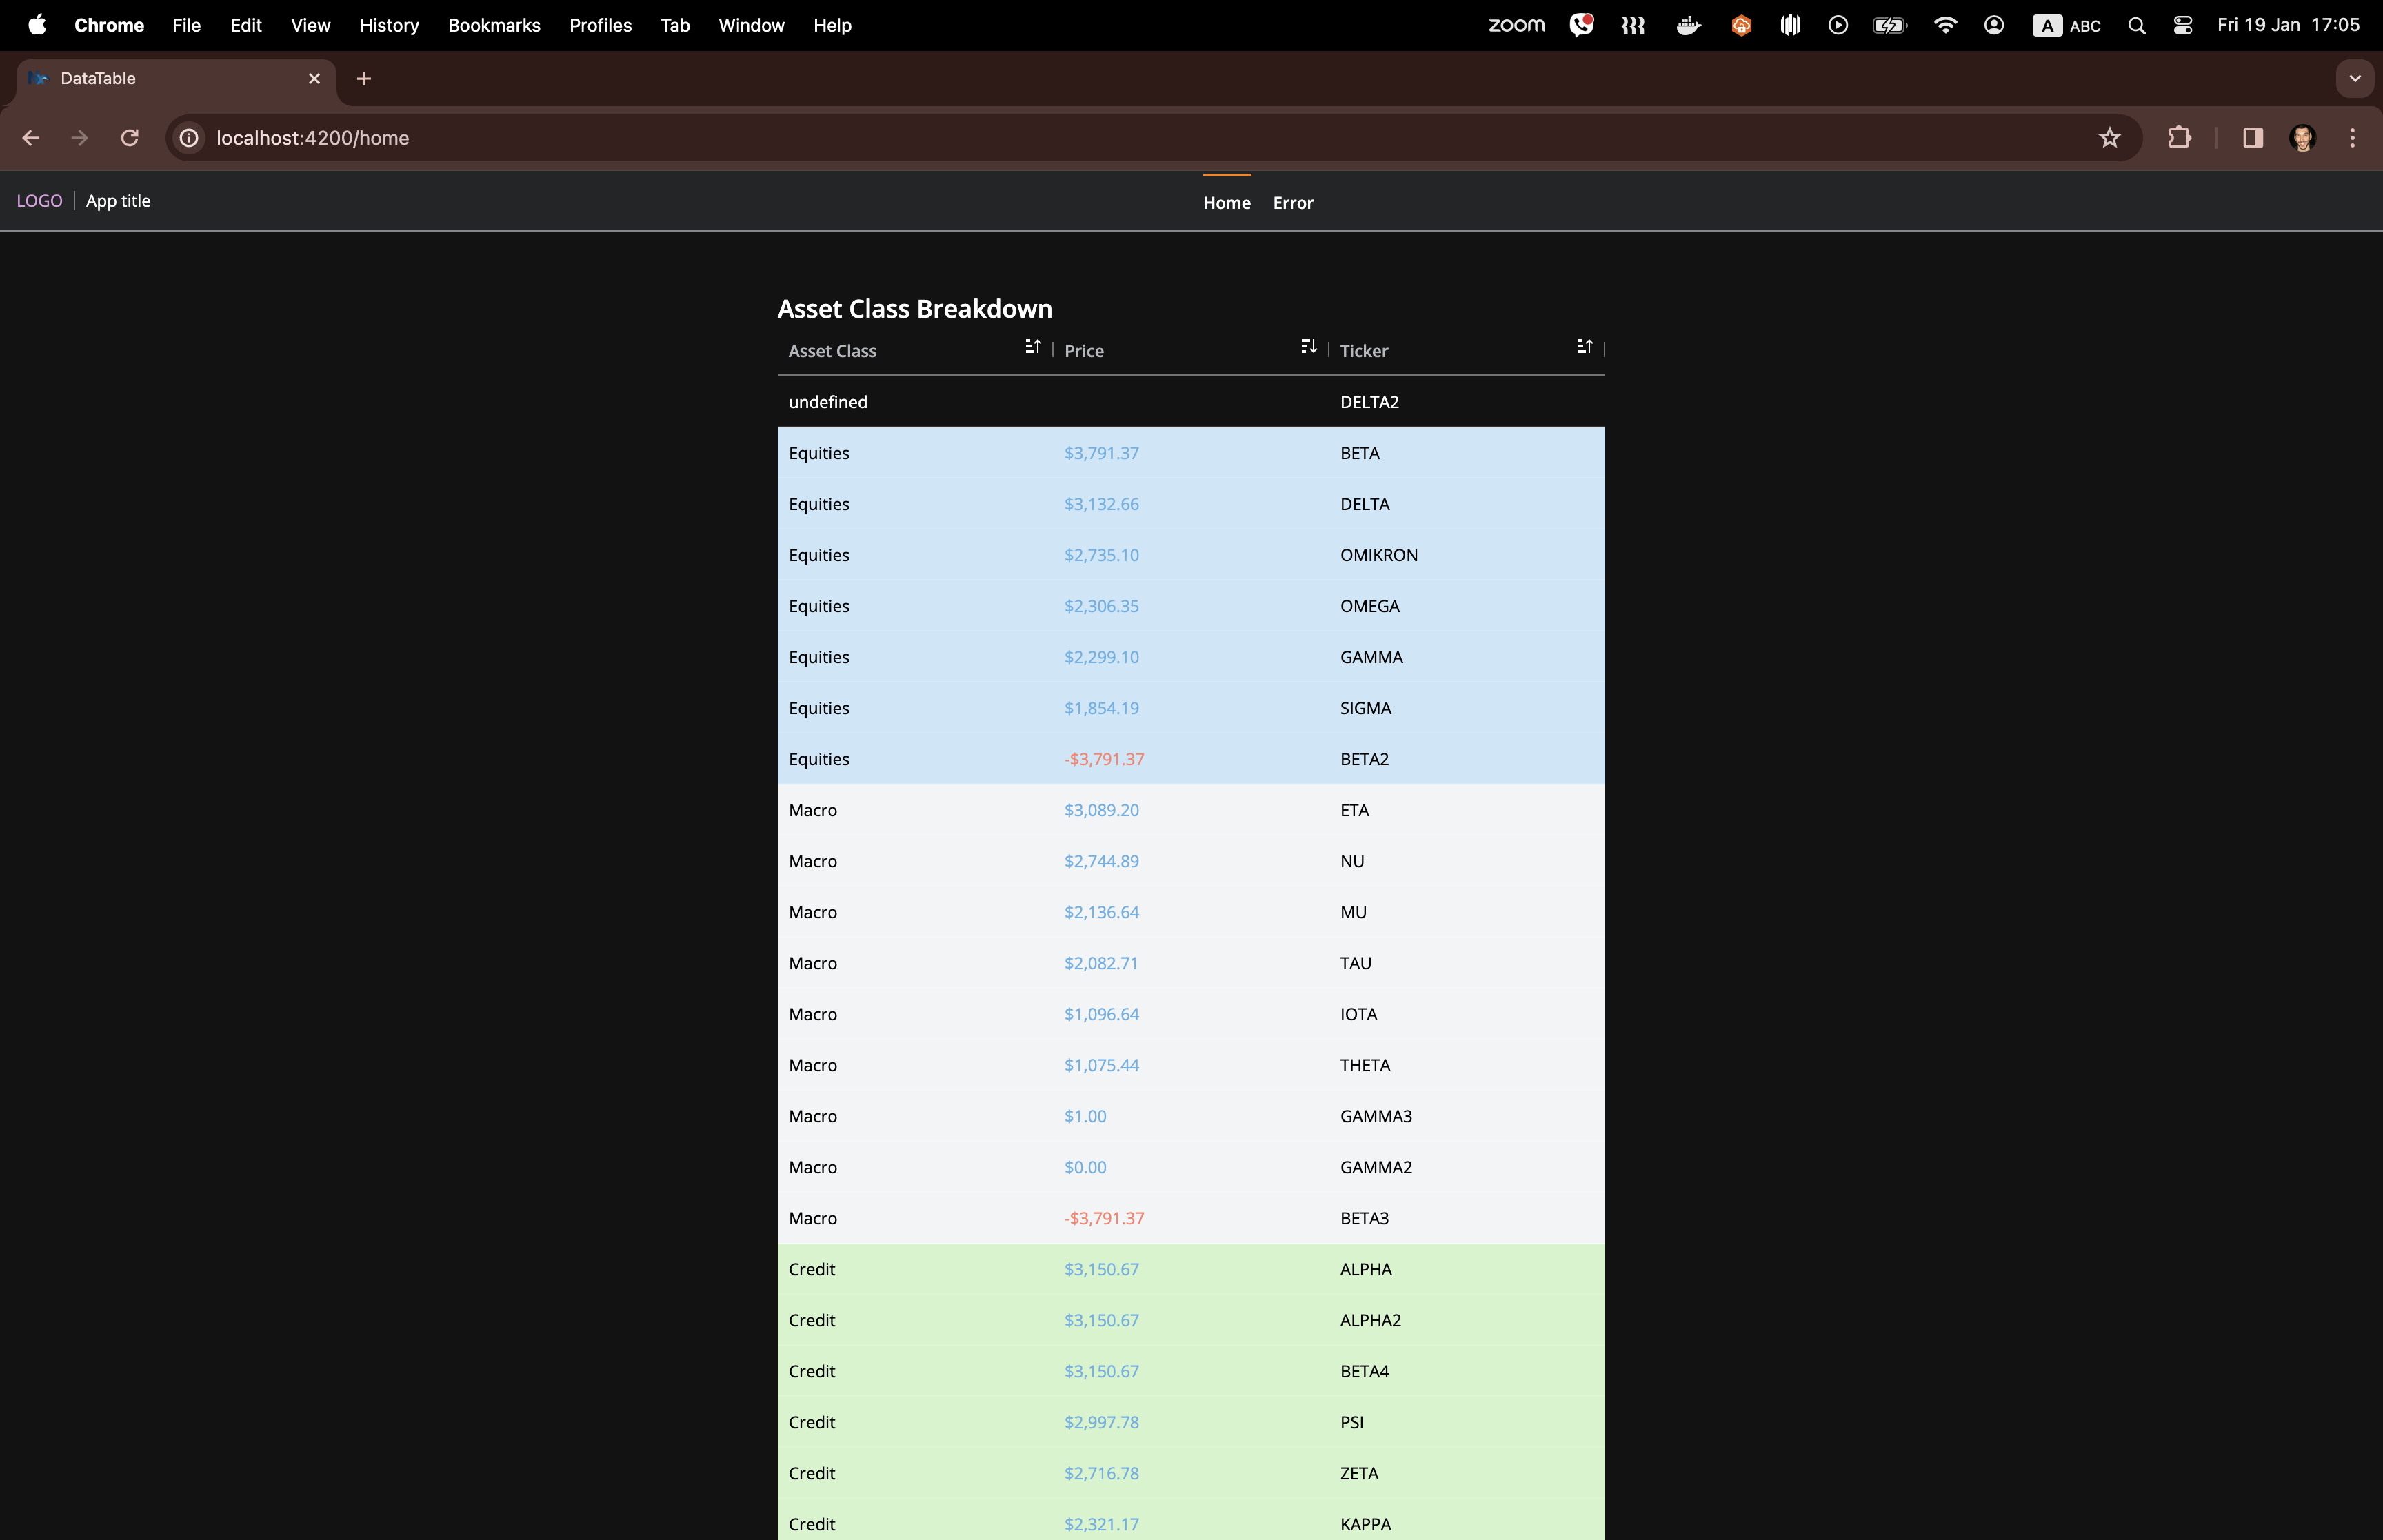 Chrome File Edit View History Bookmarks Profiles Tab Window Help zoom A ABC Fri 19 Jan 17:05
DataTable
localhost:4200/home
LOGO App title Home Error
Asset Class Breakdown
Asset Class Price Ticker
undefined DELTA2
Equities $3,791.37 BETA
Equities $3,132.66 DELTA
Equities $2,735.10 OMIKRON
Equities $2,306.35 OMEGA
Equities $2,299.10 GAMMA
Equities $1,854.19 SIGMA
Equities -$3,791.37 BETA2
Macro $3,089.20 ETA
Macro $2,744.89 NU
Macro $2,136.64 MU
Macro $2,082.71 TAU
Macro $1,096.64 IOTA
Macro $1,075.44 THETA
Macro $1.00 GAMMA3
Macro $0.00 GAMMA2
Macro -$3,791.37 BETA3
Credit $3,150.67 ALPHA
Credit $3,150.67 ALPHA2
Credit $3,150.67 BETA4
Credit $2,997.78 PSI
Credit $2,716.78 ZETA
Credit $2,321.17 KAPPA